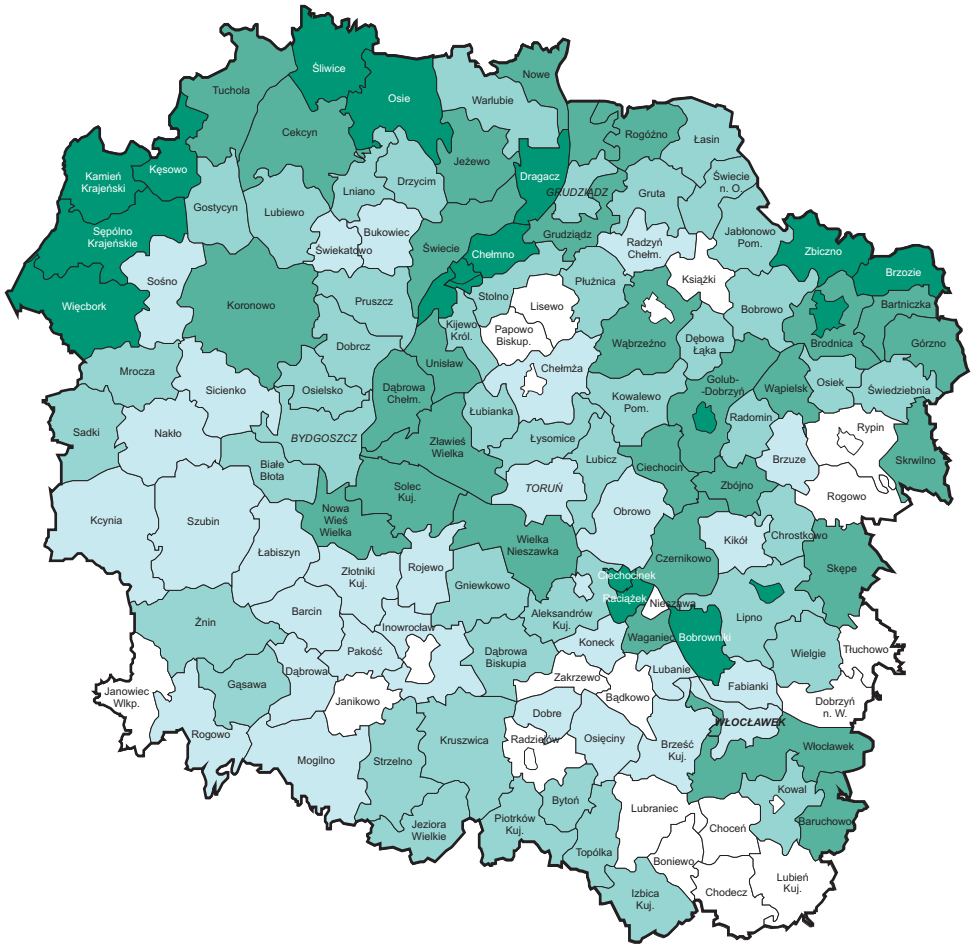 Śliwice
Nowe
Tuchola
Osie
Warlubie
Cekcyn
Rogóźno
Łasin
Jeżewo
Kęsowo
Kamień
Krajeński
Dragacz
Drzycim
Lniano
GRUDZIĄDZ
Gruta
Świecie
n. O.
Gostycyn
Lubiewo
Sępólno
Krajeńskie
Bukowiec
Świekatowo
Świecie
Grudziądz
Jabłonowo
Pom.
Radzyń
Chełm.
Chełmno
Zbiczno
Brzozie
Sośno
Książki
Płużnica
Więcbork
Koronowo
Pruszcz
Stolno
Lisewo
Bobrowo
Bartniczka
Kijewo
Król.
Papowo
Biskup.
Dobrcz
Wąbrzeźno
Dębowa
Łąka
Brodnica
Górzno
Unisław
Mrocza
Sicienko
Osielsko
Dąbrowa
Chełm.
Chełmża
Golub-
-Dobrzyń
Wąpielsk
Osiek
Świedziebnia
Kowalewo
Pom.
Łubianka
Radomin
Sadki
Nakło
BYDGOSZCZ
Zławieś
Wielka
Łysomice
Rypin
Lubicz
Ciechocin
Brzuze
Skrwilno
Białe
Błota
Solec
Kuj.
TORUŃ
Zbójno
Rogowo
Kcynia
Szubin
Nowa
Wieś
Wielka
Obrowo
Łabiszyn
Wielka
Nieszawka
Kikół
Chrostkowo
Czernikowo
Skępe
Złotniki
Kuj.
Rojewo
Gniewkowo
Ciechocinek
Raciążek
Nieszawa
Barcin
Żnin
Inowrocław
Aleksandrów
Kuj.
Lipno
Waganiec
Bobrowniki
Koneck
Pakość
Dąbrowa
Biskupia
Wielgie
Tłuchowo
Dąbrowa
Gąsawa
Lubanie
Zakrzewo
Fabianki
Janowiec
Wlkp.
Janikowo
Bądkowo
Dobrzyń
n. W.
Dobre
WŁOCŁAWEK
Rogowo
Kruszwica
Radziejów
Osięciny
Brześć
Kuj.
Włocławek
Mogilno
Strzelno
Kowal
Bytoń
Lubraniec
Piotrków
Kuj.
Jeziora
Wielkie
Choceń
Baruchowo
Topólka
Boniewo
Lubień
Kuj.
Izbica
Kuj.
Chodecz